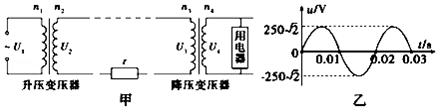 n₁ n₂ n₃ n₄
~ U₁ U₂ U₃ U₄ 用电器
r
升压变压器 降压变压器
甲
u/V
250√2
0 0.01 0.02 0.03 t/s
-250√2
乙